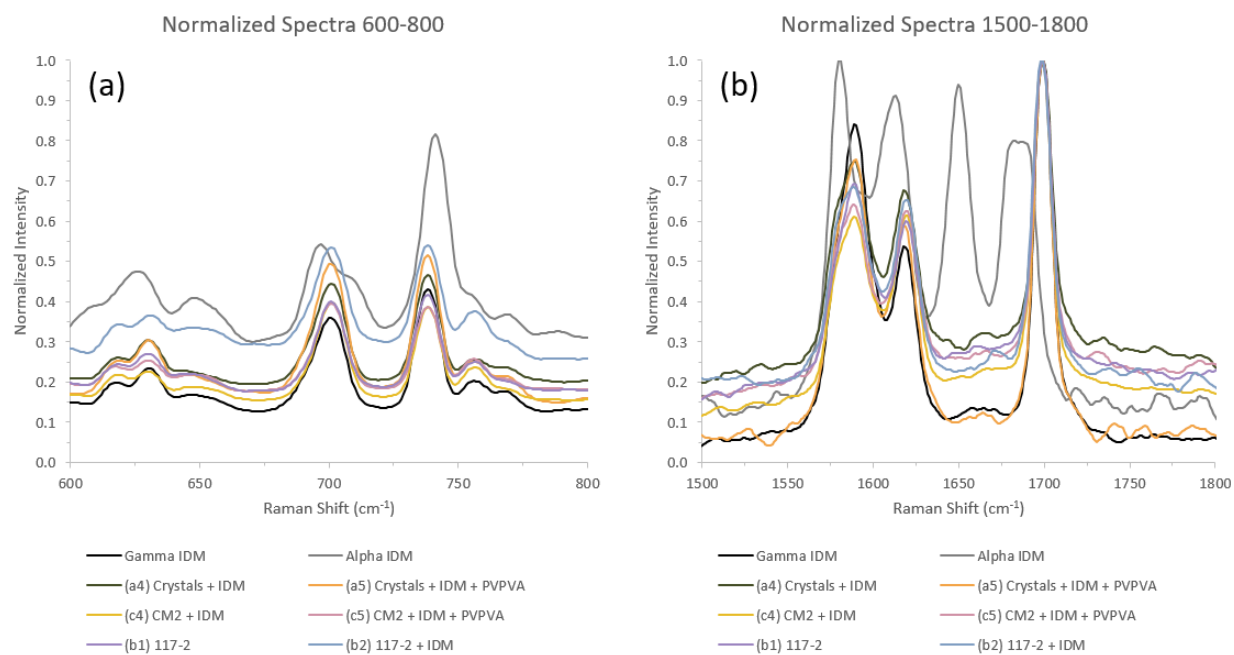 Normalized Spectra 600-800
(a)
Normalized Intensity
1.0
0.9
0.8
0.7
0.6
0.5
0.4
0.3
0.2
0.1
0.0
600 650 700 750 800
Raman Shift (cm-1)
Gamma IDM Alpha IDM
(a4) Crystals + IDM (a5) Crystals + IDM + PVPVA
(c4) CM2 + IDM (c5) CM2 + IDM + PVPVA
(b1) 117-2 (b2) 117-2 + IDM
Normalized Spectra 1500-1800
(b)
Normalized Intensity
1.0
0.9
0.8
0.7
0.6
0.5
0.4
0.3
0.2
0.1
0.0
1500 1550 1600 1650 1700 1750 1800
Raman Shift (cm-1)
Gamma IDM Alpha IDM
(a4) Crystals + IDM (a5) Crystals + IDM + PVPVA
(c4) CM2 + IDM (c5) CM2 + IDM + PVPVA
(b1) 117-2 (b2) 117-2 + IDM